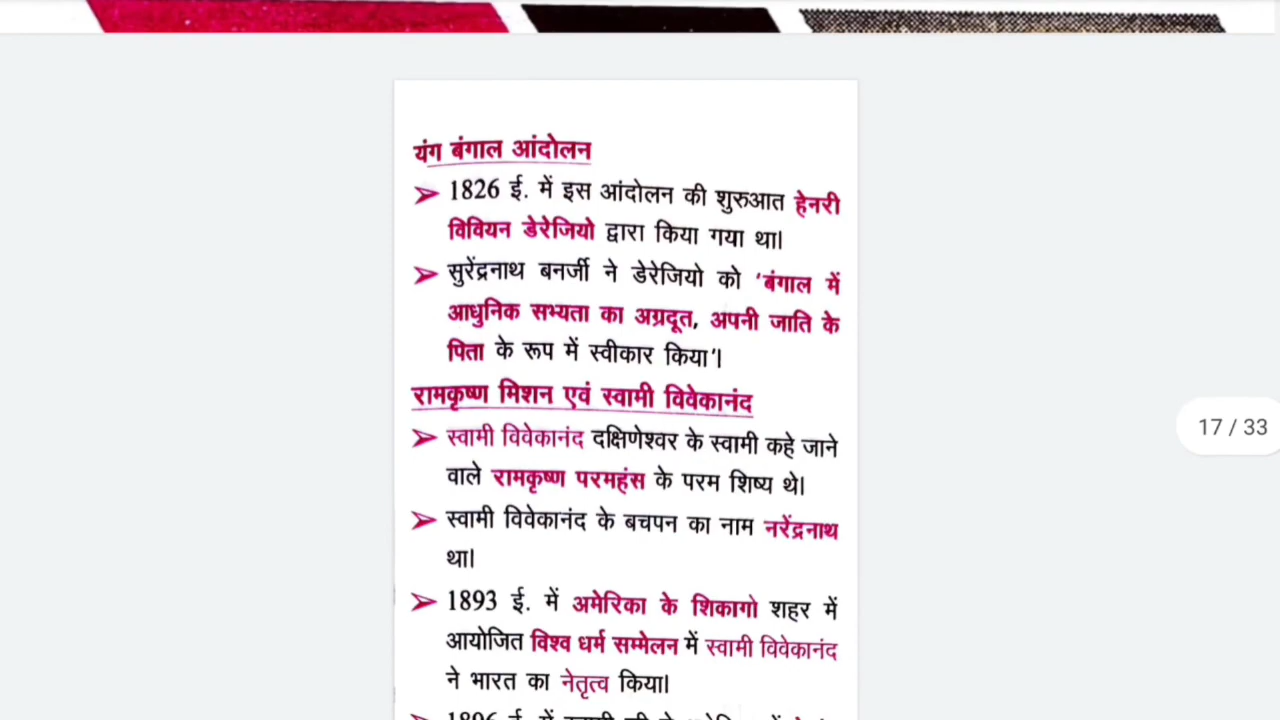 यंग बंगाल आंदोलन
➢ 1826 ई. में इस आंदोलन की शुरुआत हेनरी
विवियन डेरेजियो द्वारा किया गया था।
➢ सुरेंद्रनाथ बनर्जी ने डेरेजियो को 'बंगाल में
आधुनिक सभ्यता का अग्रदूत, अपनी जाति के
पिता के रूप में स्वीकार किया'।
रामकृष्ण मिशन एवं स्वामी विवेकानंद
➢ स्वामी विवेकानंद दक्षिणेश्वर के स्वामी कहे जाने
वाले रामकृष्ण परमहंस के परम शिष्य थे।
➢ स्वामी विवेकानंद के बचपन का नाम नरेंद्रनाथ
था।
17 / 33
➢ 1893 ई. में अमेरिका के शिकागो शहर में
आयोजित विश्व धर्म सम्मेलन में स्वामी विवेकानंद
ने भारत का नेतृत्व किया।